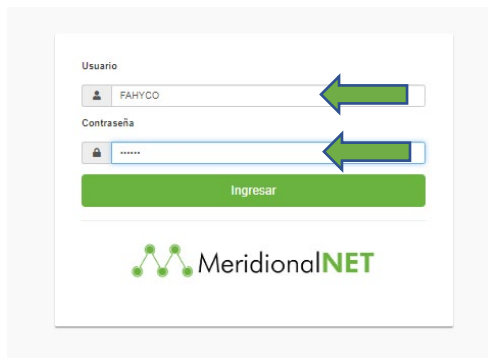 Usuario
FAHYCO
Contraseña
······
Ingresar
MeridionalNET